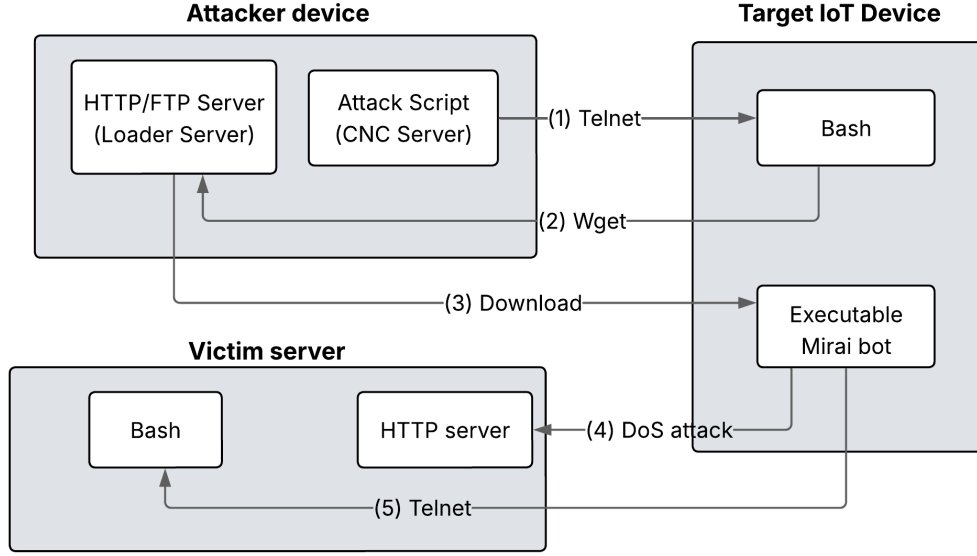 Attacker device
Target IoT Device
HTTP/FTP Server
(Loader Server)
Attack Script
(CNC Server)
(1) Telnet
Bash
(2) Wget
(3) Download
Executable
Mirai bot
Victim server
Bash
HTTP server
(4) DoS attack
(5) Telnet